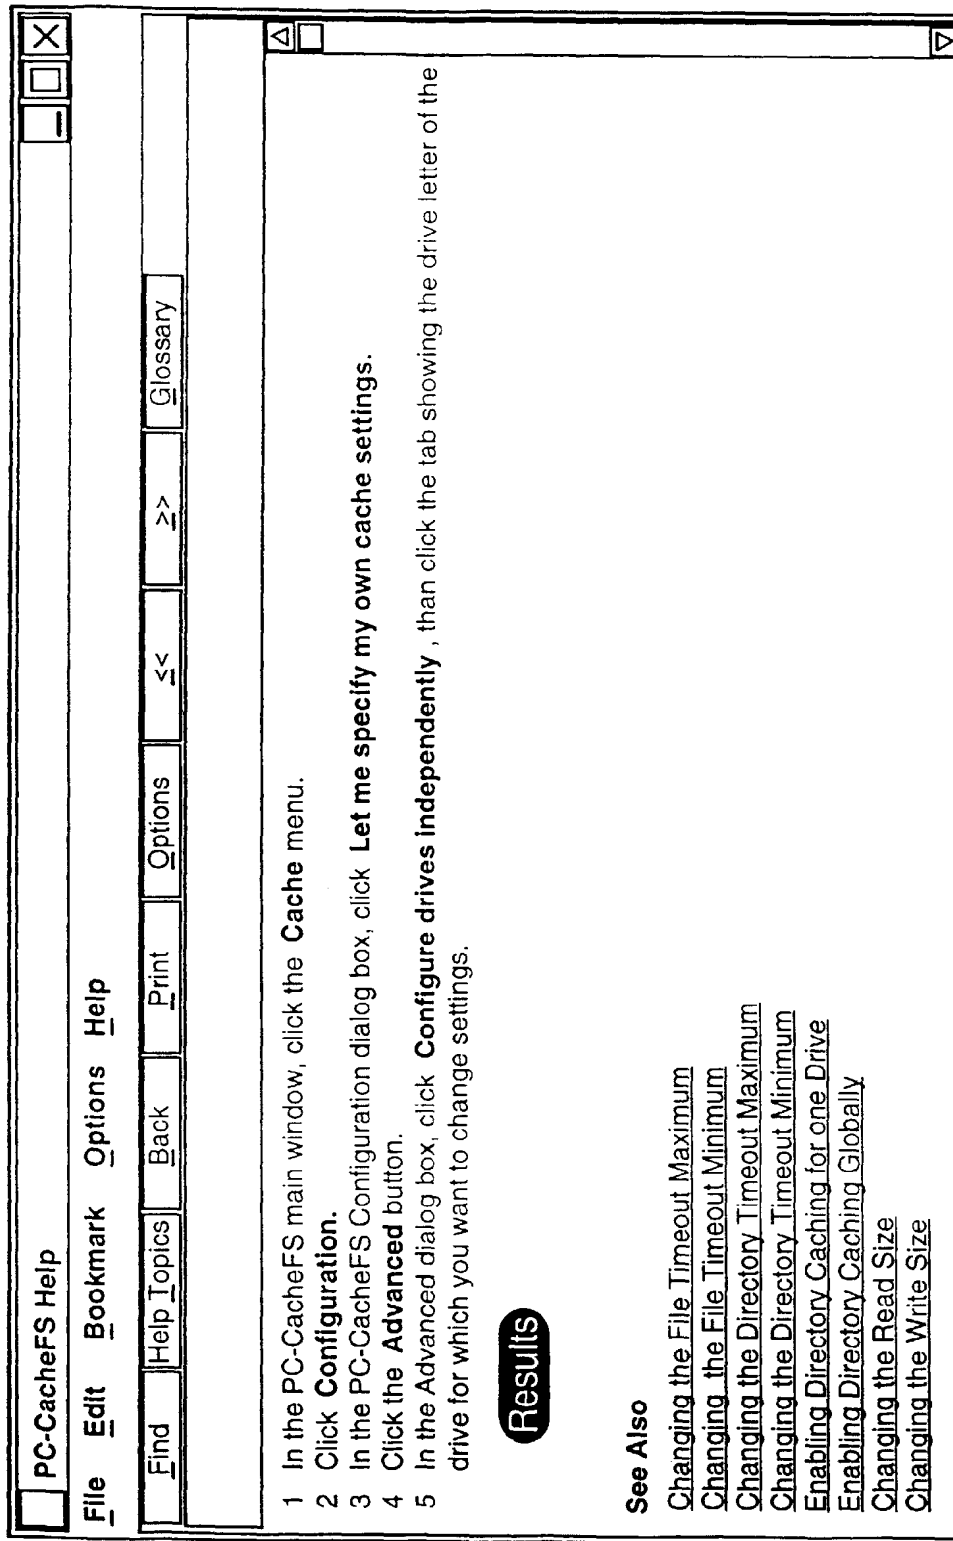 PC-CacheFS Help
File Edit Bookmark Options Help
Find Help Topics Back Print Options << >> Glossary
1 In the PC-CacheFS main window, click the Cache menu.
2 Click Configuration.
3 In the PC-CacheFS Configuration dialog box, click Let me specify my own cache settings.
4 Click the Advanced button.
5 In the Advanced dialog box, click Configure drives independently , than click the tab showing the drive letter of the
drive for which you want to change settings.
Results
See Also
Changing the File Timeout Maximum
Changing the File Timeout Minimum
Changing the Directory Timeout Maximum
Changing the Directory Timeout Minimum
Enabling Directory Caching for one Drive
Enabling Directory Caching Globally
Changing the Read Size
Changing the Write Size